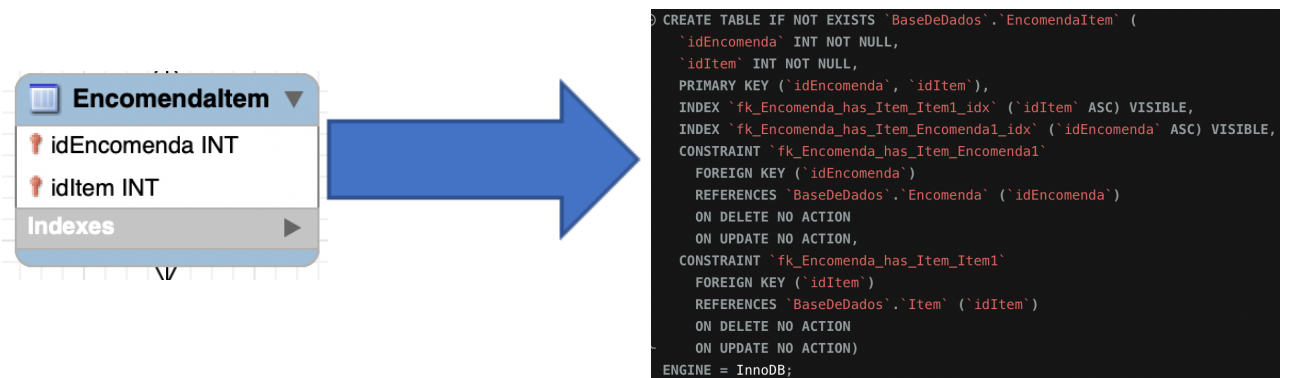 EncomendaItem
idEncomenda INT
idItem INT
Indexes
CREATE TABLE IF NOT EXISTS `BaseDeDados`.`EncomendaItem` (
`idEncomenda` INT NOT NULL,
`idItem` INT NOT NULL,
PRIMARY KEY (`idEncomenda`, `idItem`),
INDEX `fk_Encomenda_has_Item_Item1_idx` (`idItem` ASC) VISIBLE,
INDEX `fk_Encomenda_has_Item_Encomenda1_idx` (`idEncomenda` ASC) VISIBLE,
CONSTRAINT `fk_Encomenda_has_Item_Encomenda1`
FOREIGN KEY (`idEncomenda`)
REFERENCES `BaseDeDados`.`Encomenda` (`idEncomenda`)
ON DELETE NO ACTION
ON UPDATE NO ACTION,
CONSTRAINT `fk_Encomenda_has_Item_Item1`
FOREIGN KEY (`idItem`)
REFERENCES `BaseDeDados`.`Item` (`idItem`)
ON DELETE NO ACTION
ON UPDATE NO ACTION)
ENGINE = InnoDB;